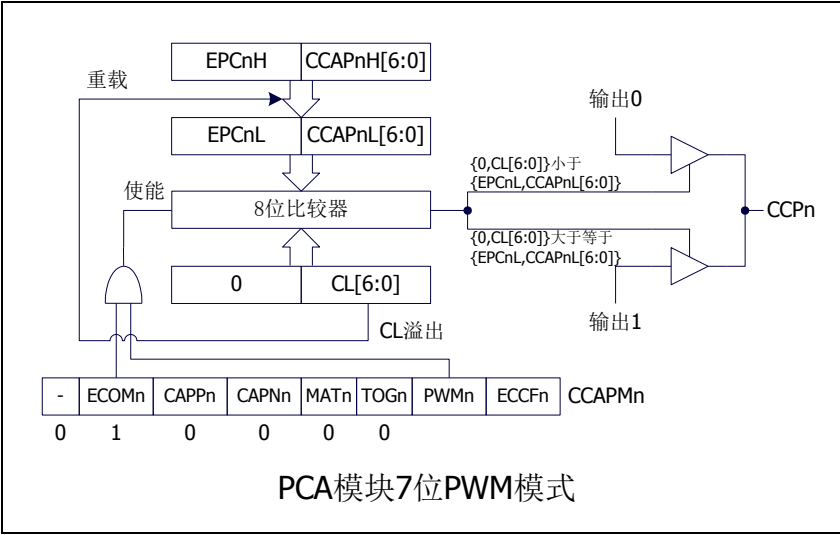 EPCnH CCAPnH[6:0]
重载
输出0
EPCnL CCAPnL[6:0]
{0,CL[6:0]}小于
{EPCnL,CCAPnL[6:0]}
使能
8位比较器
CCPn
{0,CL[6:0]}大于等于
{EPCnL,CCAPnL[6:0]}
0 CL[6:0]
输出1
CL溢出
- ECOMn CAPPn CAPNn MATn TOGn PWMn ECCFn CCAPMn
0 1 0 0 0 0
PCA模块7位PWM模式